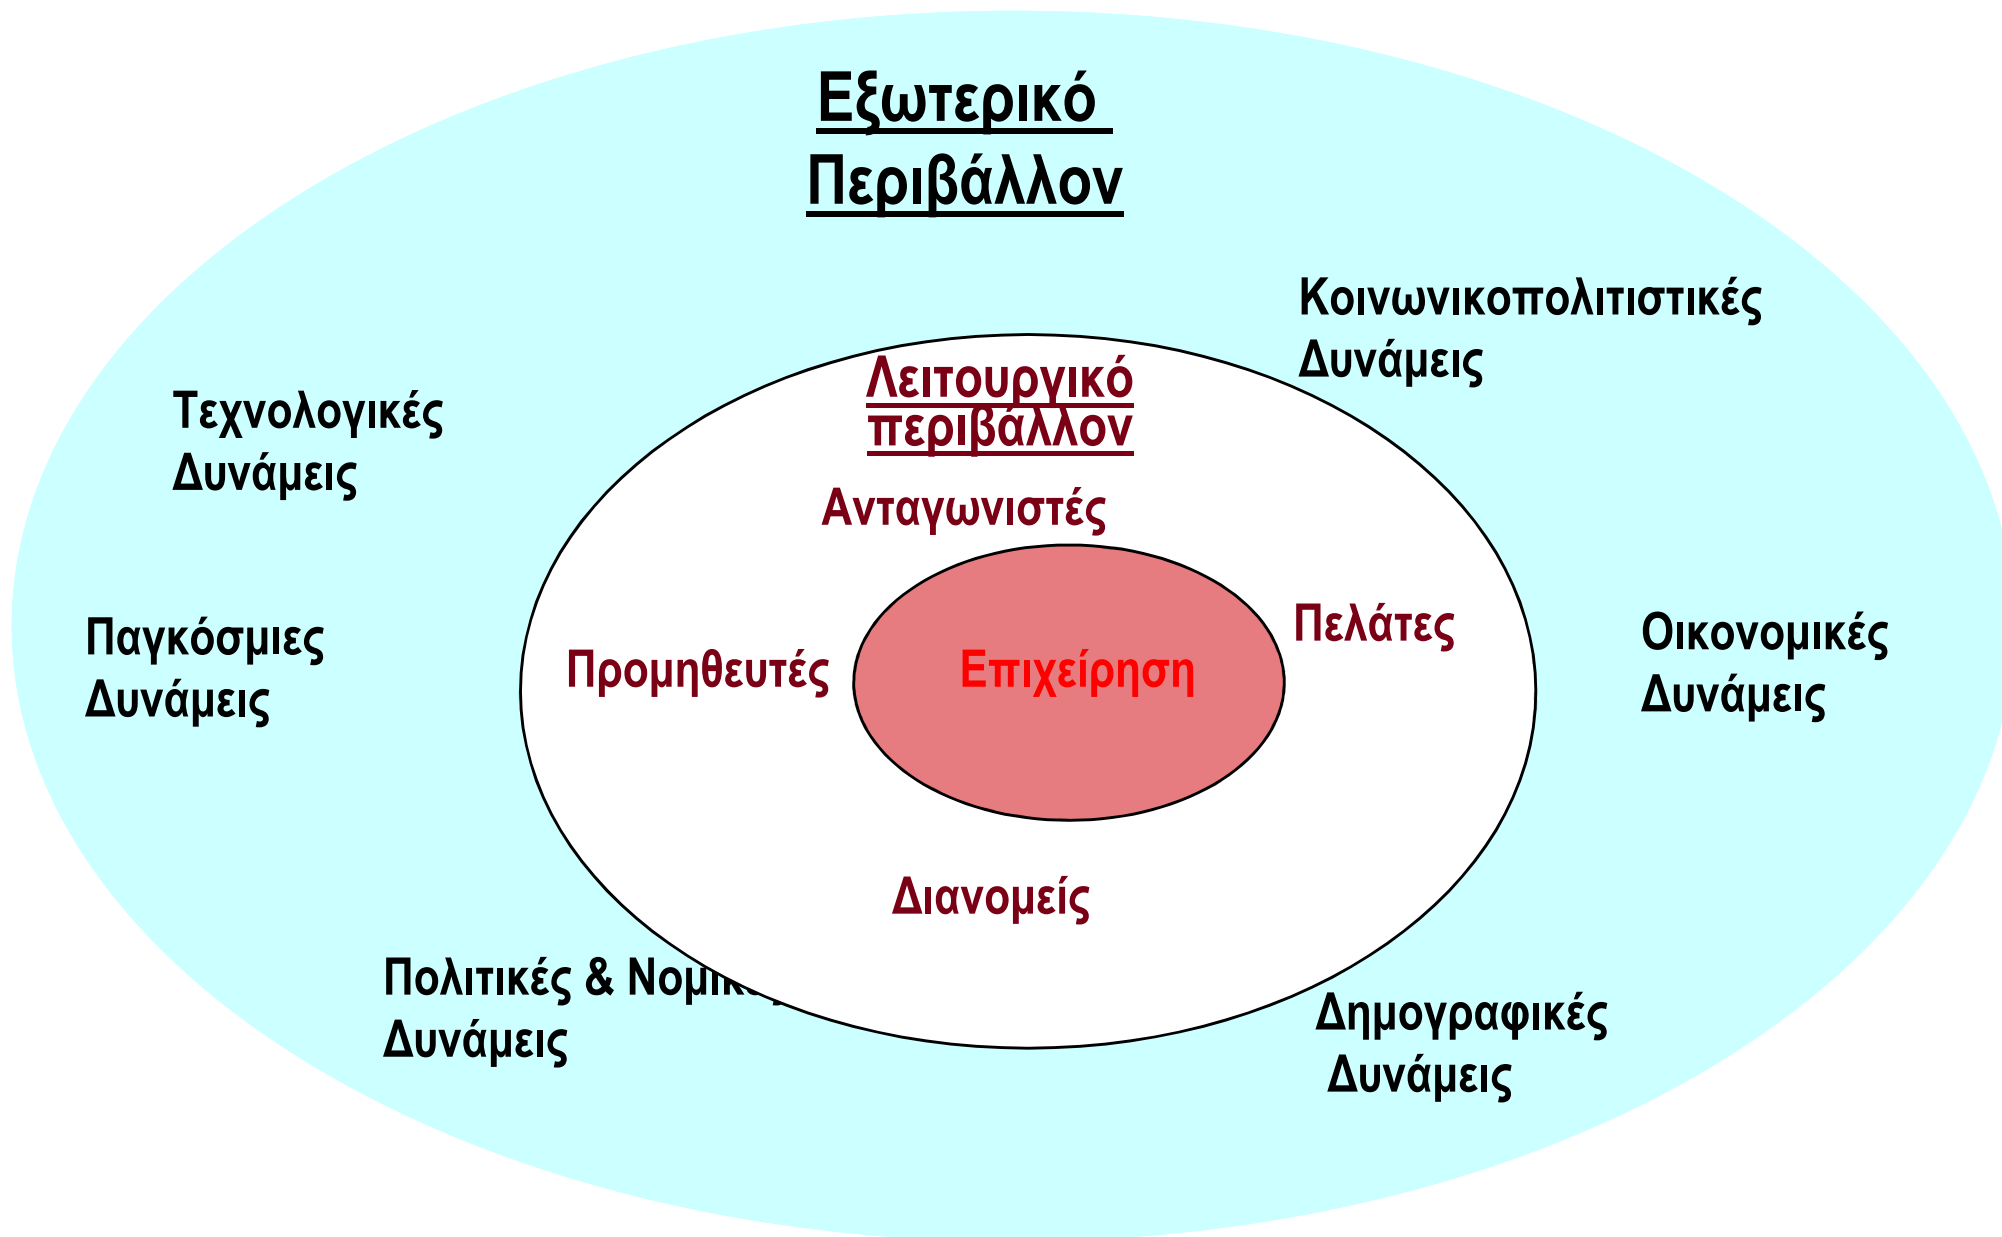 Εξωτερικό
Περιβάλλον
Κοινωνικοπολιτιστικές
Δυνάμεις
Λειτουργικό
περιβάλλον
Τεχνολογικές
Δυνάμεις
Ανταγωνιστές
Πελάτες
Οικονομικές
Δυνάμεις
Παγκόσμιες
Δυνάμεις
Προμηθευτές
Επιχείρηση
Διανομείς
Πολιτικές & Νομικές
Δυνάμεις
Δημογραφικές
Δυνάμεις